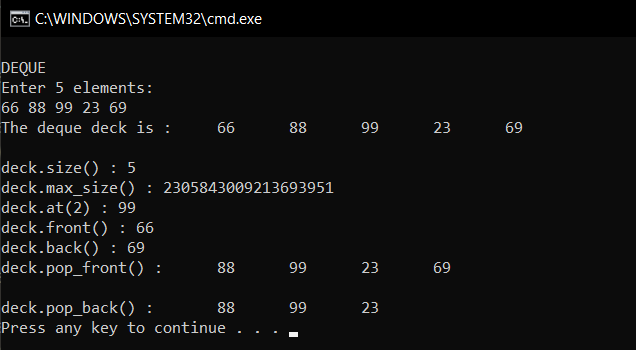 C:\WINDOWS\SYSTEM32\cmd.exe
DEQUE
Enter 5 elements:
66 88 99 23 69
The deque deck is :     66      88      99      23      69
deck.size() : 5
deck.max_size() : 2305843009213693951
deck.at(2) : 99
deck.front() : 66
deck.back() : 69
deck.pop_front() :      88      99      23      69
deck.pop_back() :       88      99      23
Press any key to continue . . .